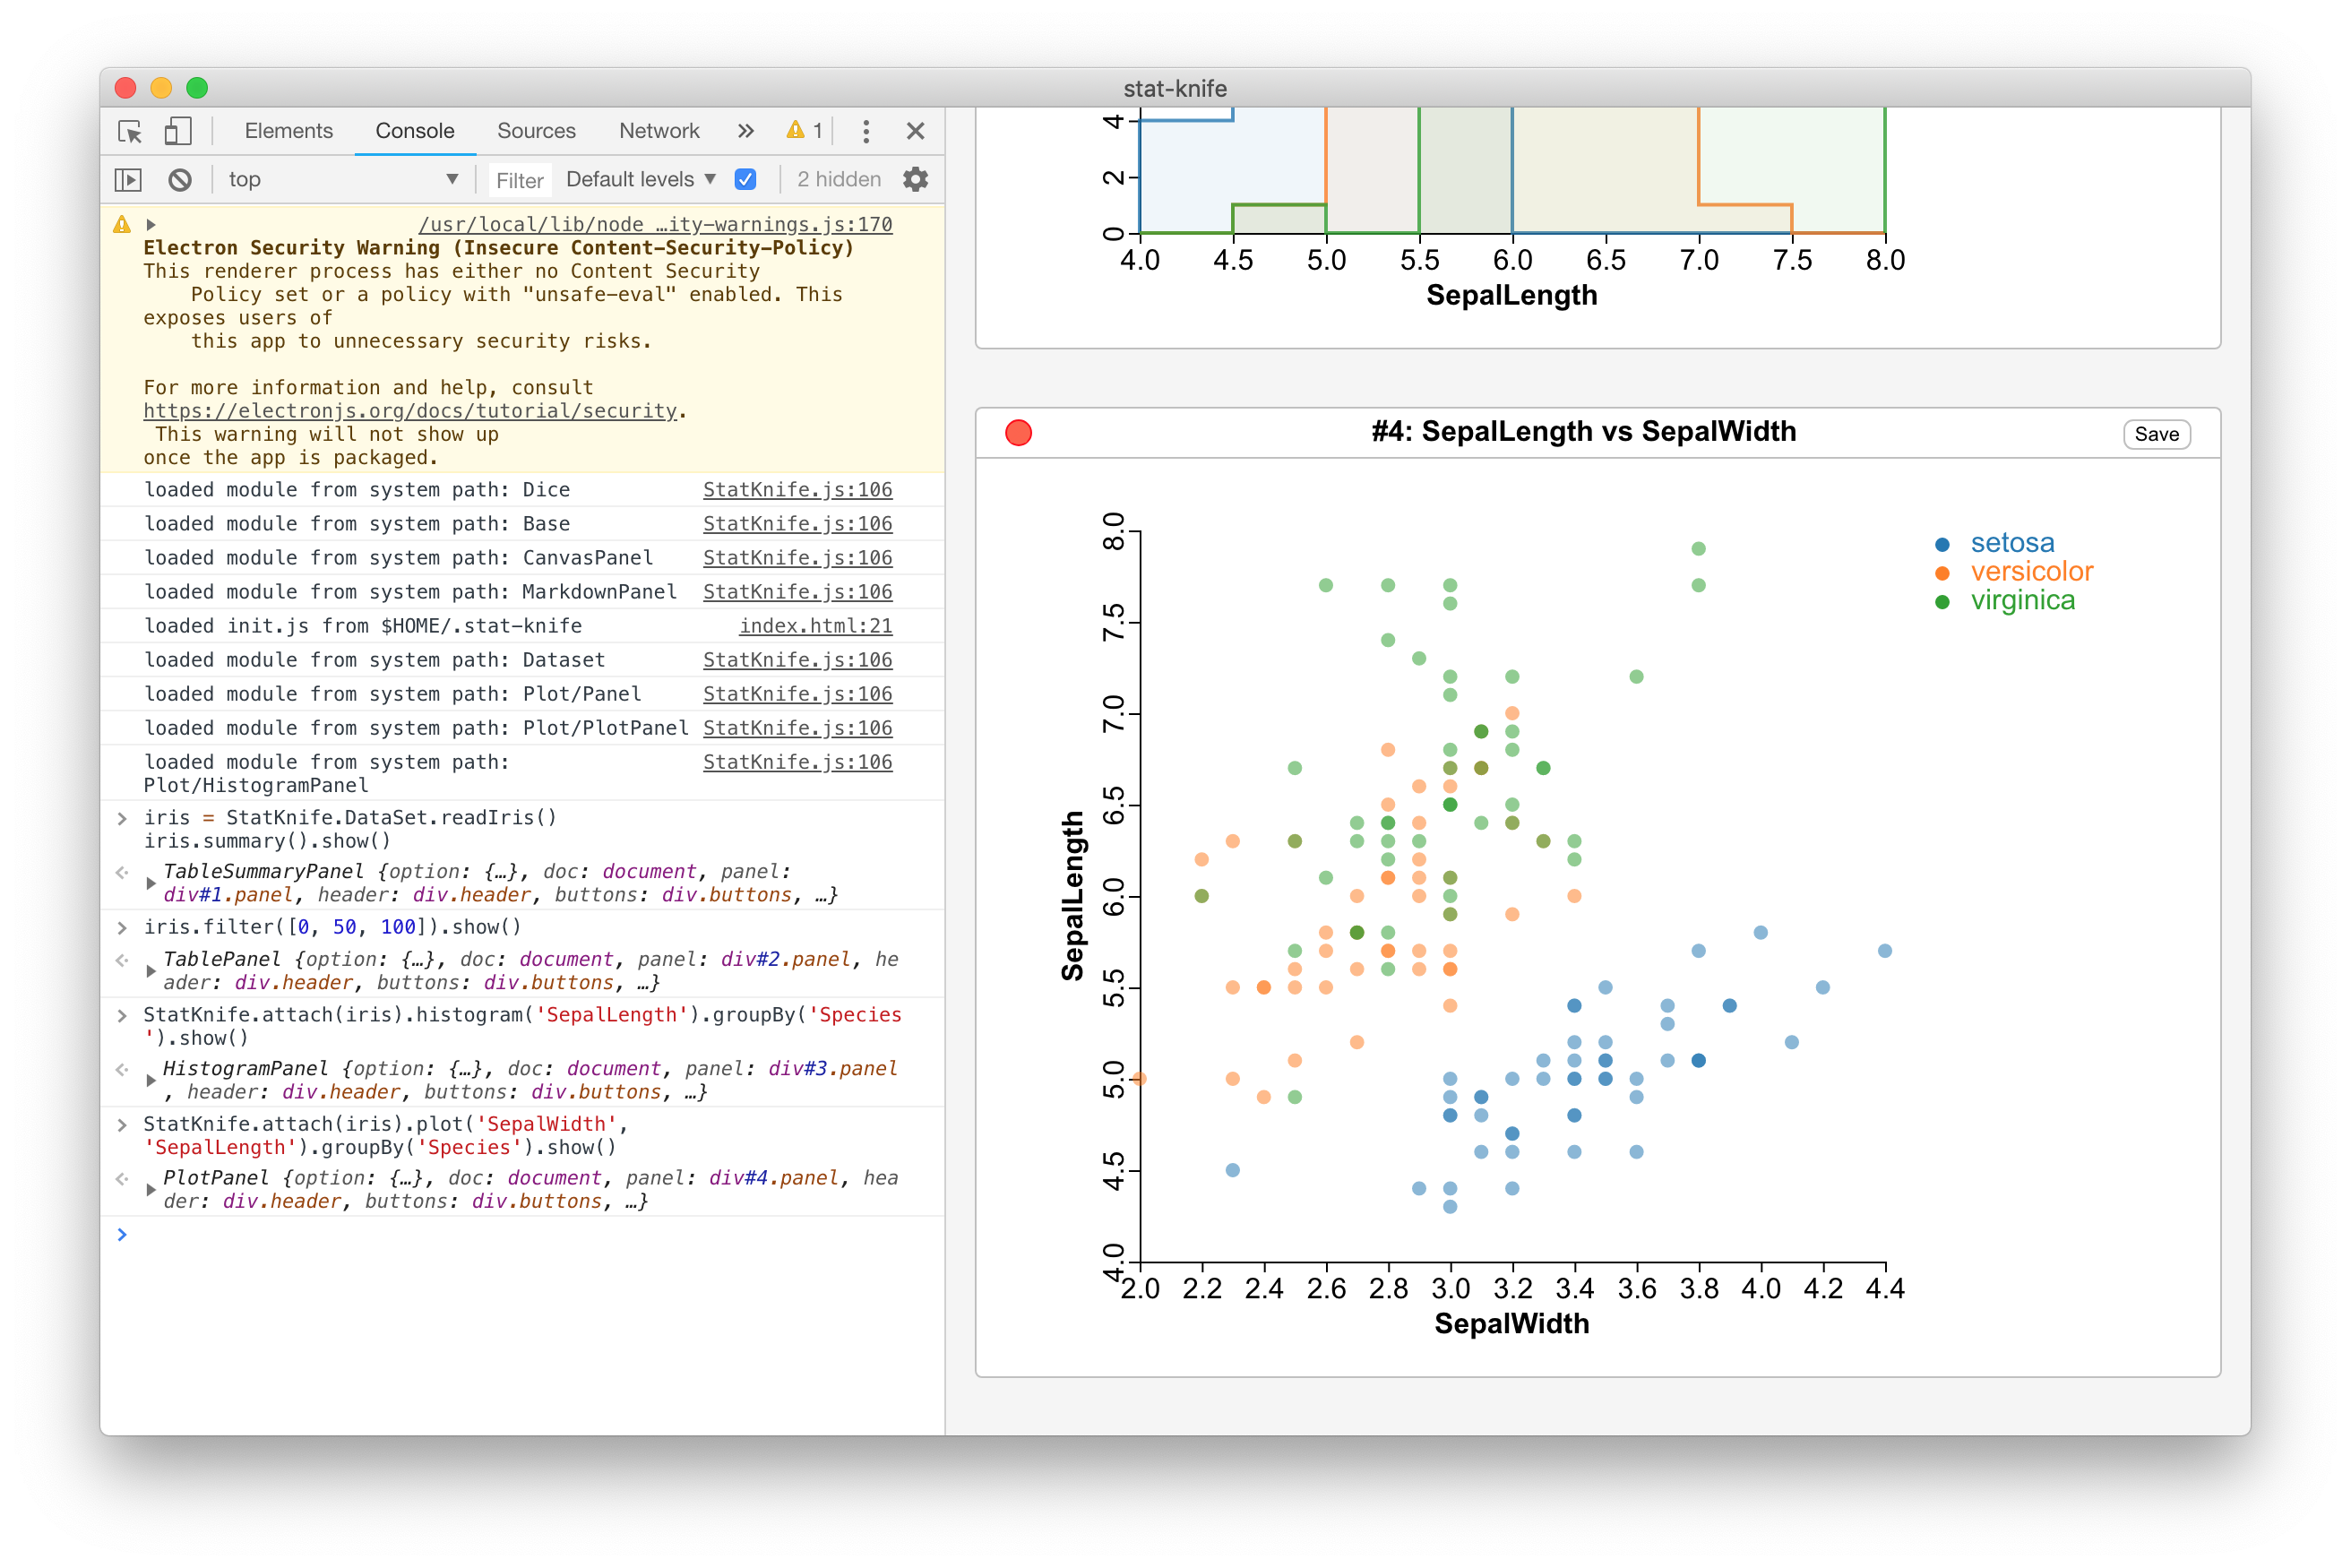 stat-knife
Elements Console Sources Network » 1
top ▼ Filter Default levels ▼ 2 hidden
/usr/local/lib/node …ity-warnings.js:170
Electron Security Warning (Insecure Content-Security-Policy)
This renderer process has either no Content Security
Policy set or a policy with "unsafe-eval" enabled. This
exposes users of
this app to unnecessary security risks.
For more information and help, consult
https://electronjs.org/docs/tutorial/security.
This warning will not show up
once the app is packaged.
loaded module from system path: Dice StatKnife.js:106
loaded module from system path: Base StatKnife.js:106
loaded module from system path: CanvasPanel StatKnife.js:106
loaded module from system path: MarkdownPanel StatKnife.js:106
loaded init.js from $HOME/.stat-knife index.html:21
loaded module from system path: Dataset StatKnife.js:106
loaded module from system path: Plot/Panel StatKnife.js:106
loaded module from system path: Plot/PlotPanel StatKnife.js:106
loaded module from system path: StatKnife.js:106
Plot/HistogramPanel
iris = StatKnife.DataSet.readIris()
iris.summary().show()
TableSummaryPanel {option: {…}, doc: document, panel:
div#1.panel, header: div.header, buttons: div.buttons, …}
iris.filter([0, 50, 100]).show()
TablePanel {option: {…}, doc: document, panel: div#2.panel, he
ader: div.header, buttons: div.buttons, …}
StatKnife.attach(iris).histogram('SepalLength').groupBy('Species
').show()
HistogramPanel {option: {…}, doc: document, panel: div#3.panel
, header: div.header, buttons: div.buttons, …}
StatKnife.attach(iris).plot('SepalWidth',
'SepalLength').groupBy('Species').show()
PlotPanel {option: {…}, doc: document, panel: div#4.panel, hea
der: div.header, buttons: div.buttons, …}
4
2
0
4.0 4.5 5.0 5.5 6.0 6.5 7.0 7.5 8.0
SepalLength
#4: SepalLength vs SepalWidth
Save
setosa
versicolor
virginica
8.0
7.5
7.0
6.5
6.0
5.5
5.0
4.5
4.0
SepalLength
2.0 2.2 2.4 2.6 2.8 3.0 3.2 3.4 3.6 3.8 4.0 4.2 4.4
SepalWidth